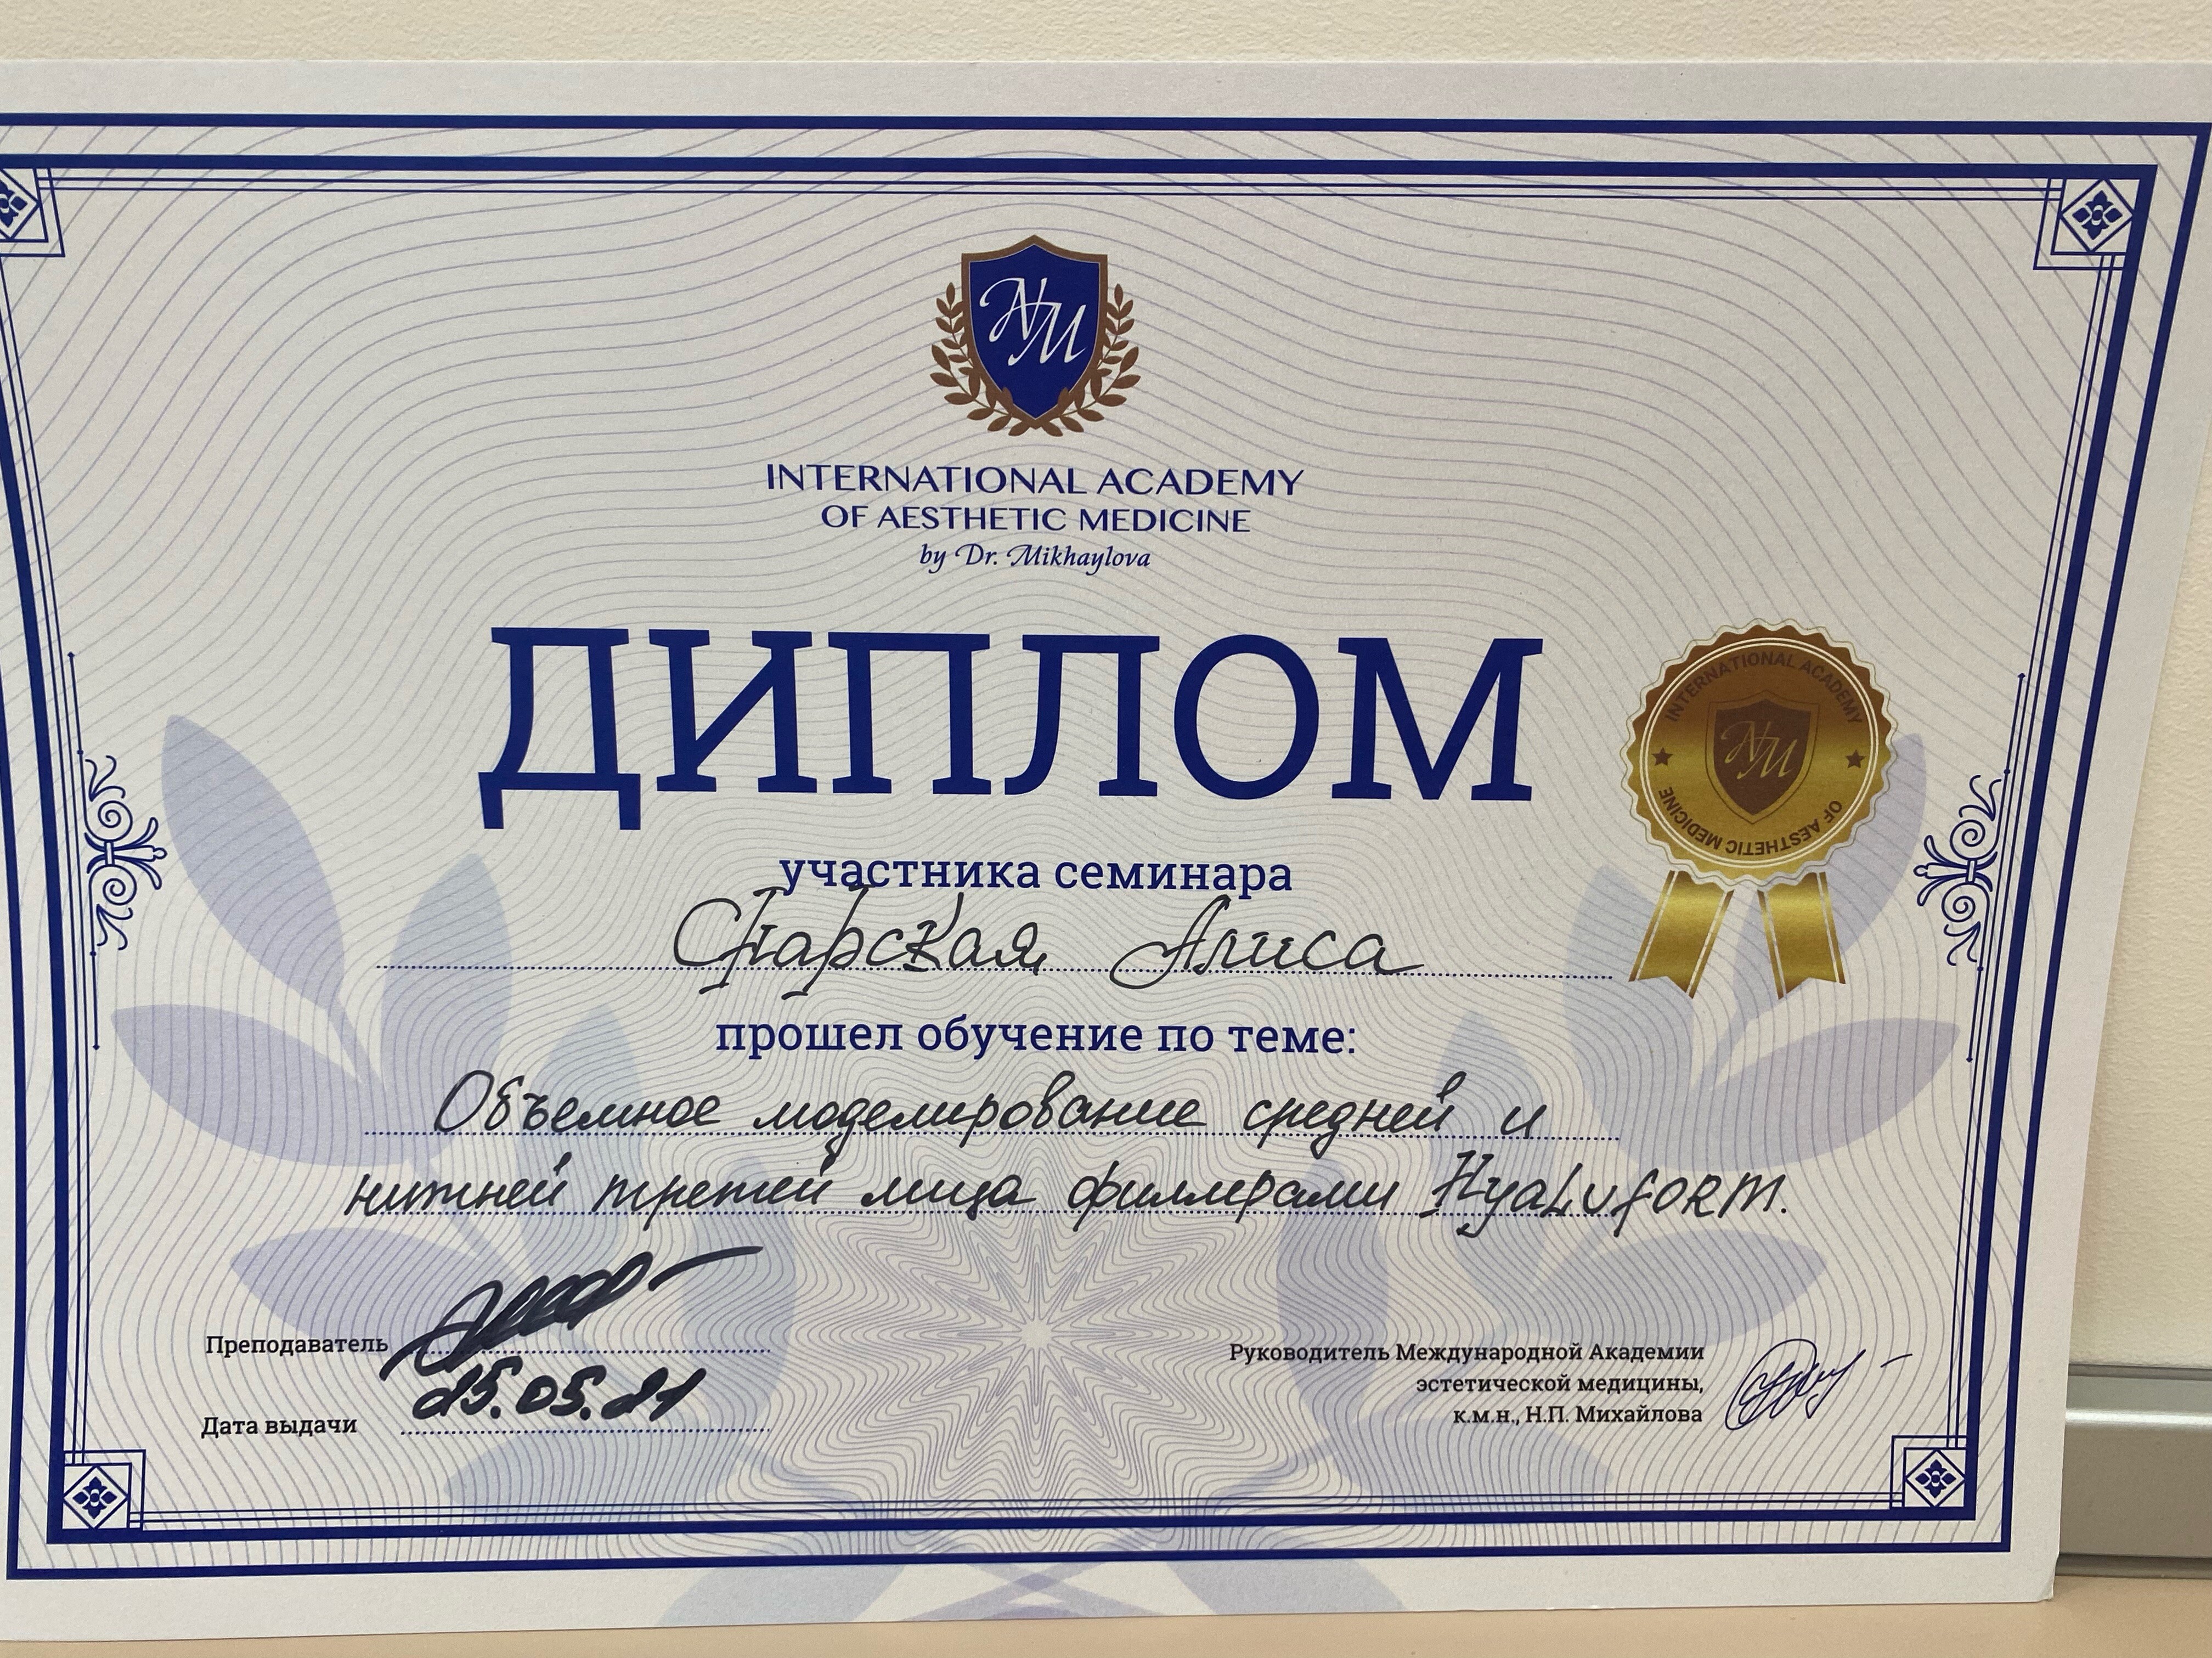 NM
INTERNATIONAL ACADEMY
OF AESTHETIC MEDICINE
by Dr. Mikhaylova
ДИПЛОМ
INTERNATIONAL ACADEMY
NM
OF AESTHETIC MEDICINE
участника семинара
Старская Алиса
прошел обучение по теме:
Объемное моделирование средней и
нижней третей лица филлерами HyaLufoRM.
Преподаватель
25.05.21
Дата выдачи
Руководитель Международной Академии
эстетической медицины,
к.м.н., Н.П. Михайлова